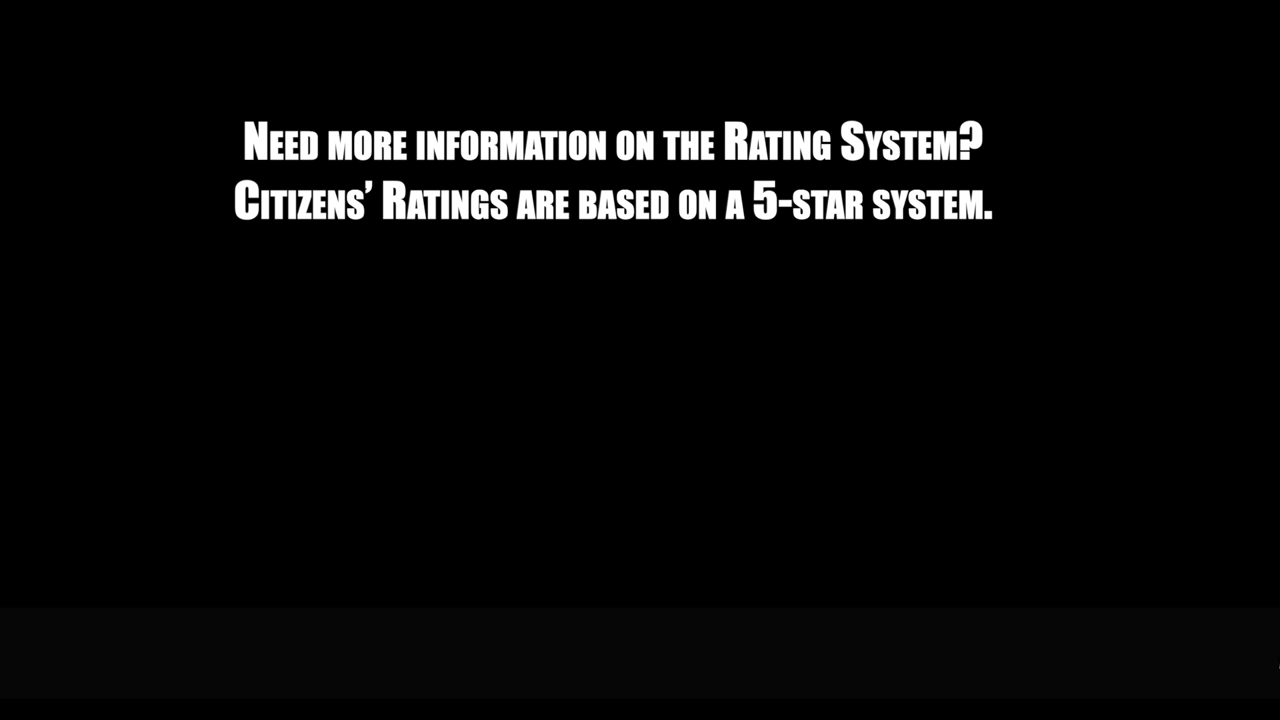 Need more information on the Rating System?
Citizens’ Ratings are based on a 5-star system.